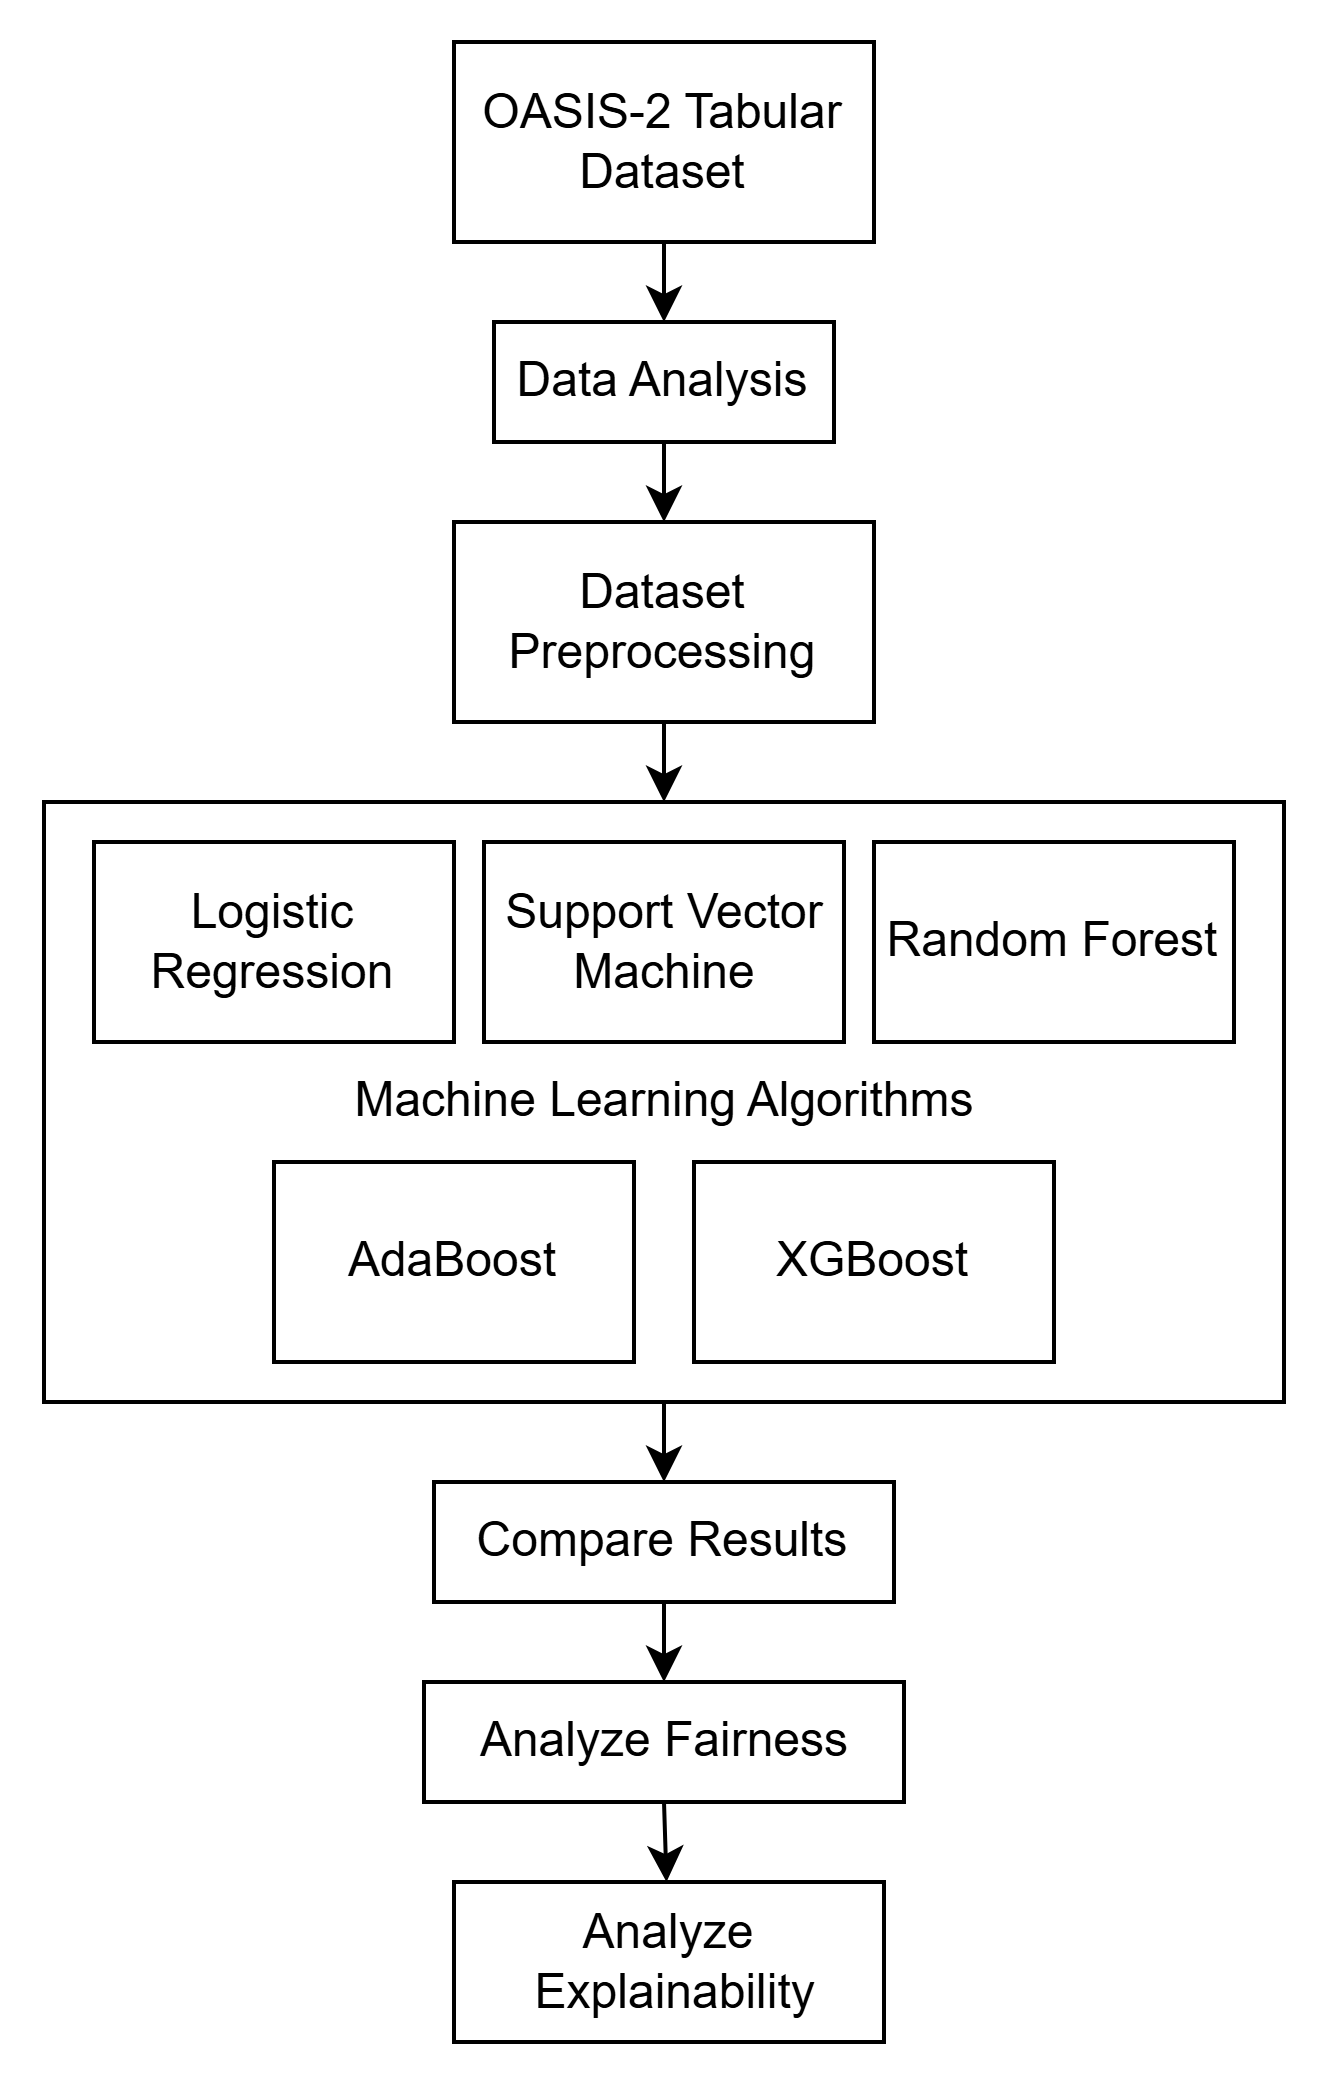 OASIS-2 Tabular
Dataset
Data Analysis
Dataset
Preprocessing
Logistic
Regression
Support Vector
Machine
Random Forest
Machine Learning Algorithms
AdaBoost
XGBoost
Compare Results
Analyze Fairness
Analyze
Explainability